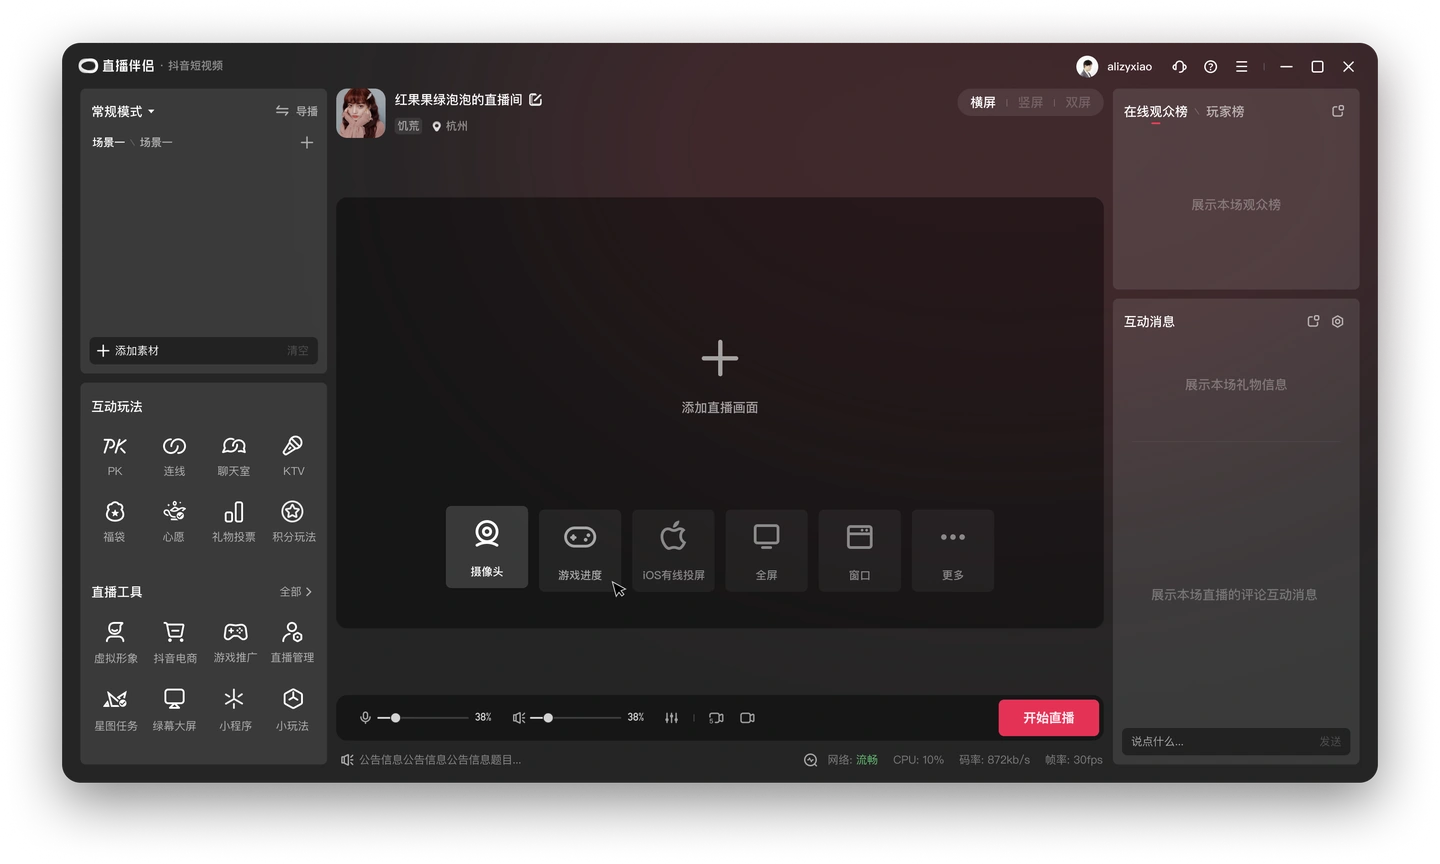 直播伴侣 · 抖音短视频
alizyxiao
常规模式
导播
场景一 \ 场景一
添加素材
清空
互动玩法
PK
PK
连线
聊天室
KTV
福袋
心愿
礼物投票
积分玩法
直播工具
全部
虚拟形象
抖音电商
游戏推广
直播管理
星图任务
绿幕大屏
小程序
小玩法
红果果绿泡泡的直播间
饥荒
杭州
横屏
竖屏
双屏
添加直播画面
摄像头
游戏进度
iOS有线投屏
全屏
窗口
更多
38%
38%
开始直播
公告信息公告信息公告信息题目...
网络: 流畅
CPU: 10%
码率: 872kb/s
帧率: 30fps
在线观众榜 \ 玩家榜
展示本场观众榜
互动消息
展示本场礼物信息
展示本场直播的评论互动消息
说点什么...
发送